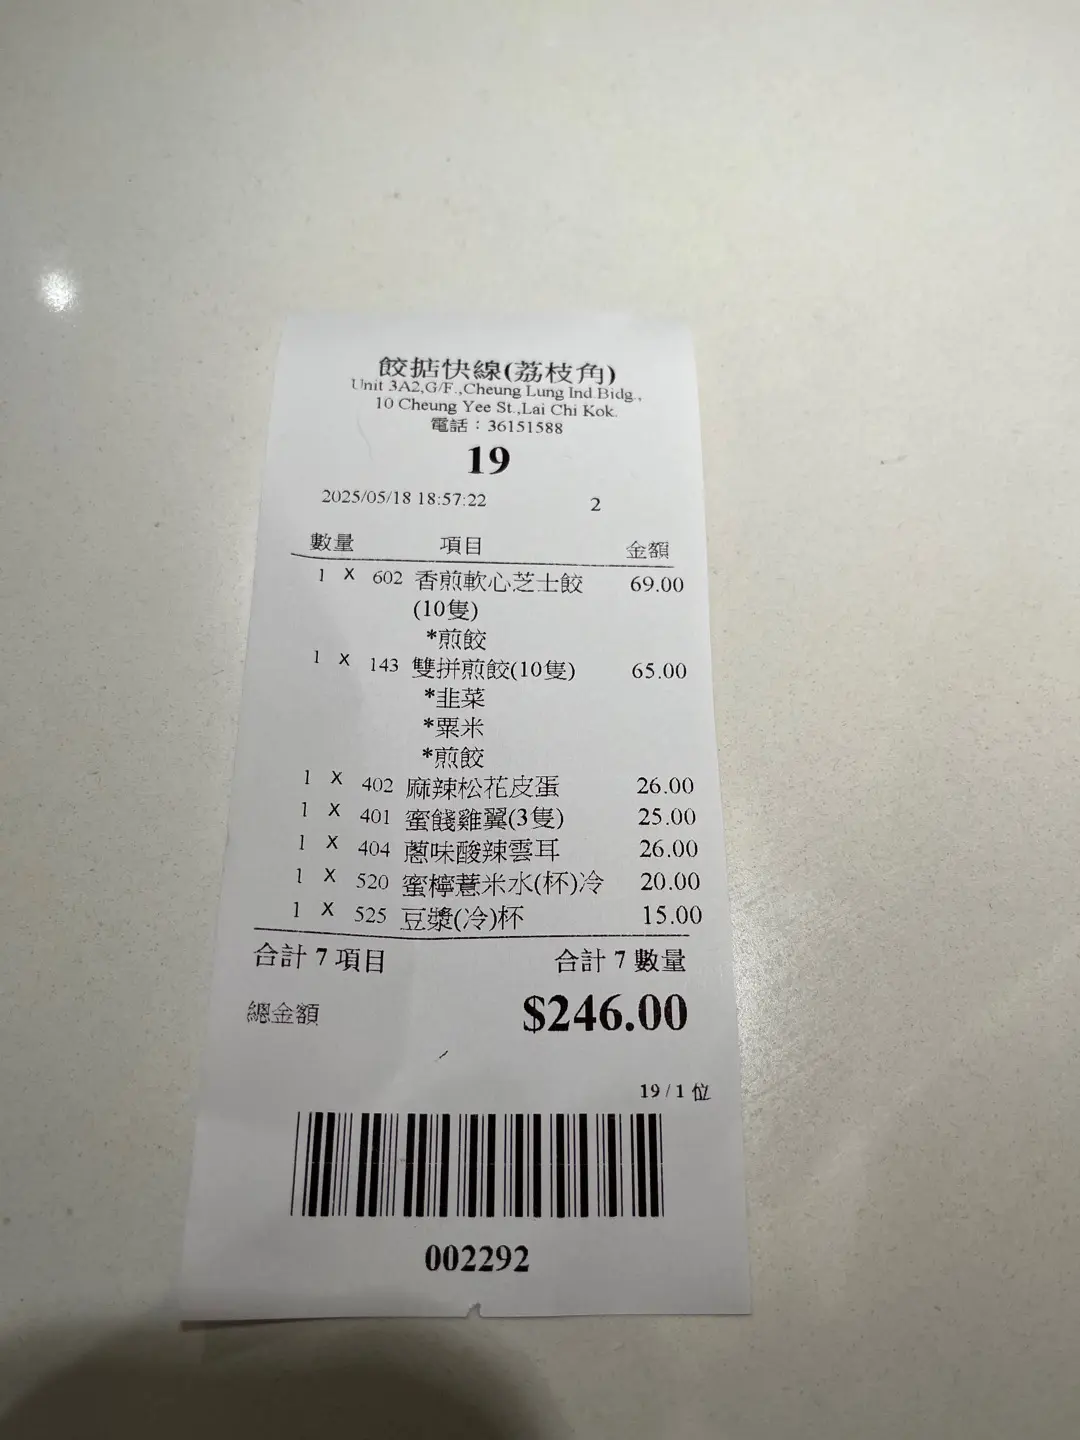 餃掂快線(荔枝角)
Unit 3A2,G/F.,Cheung Lung Ind Bidg.,
10 Cheung Yee St.,Lai Chi Kok.
電話：36151588
19
2025/05/18 18:57:22 2
數量 項目 金額
1 X 602 香煎軟心芝士餃 69.00
(10隻)
*煎餃
1 X 143 雙拼煎餃(10隻) 65.00
*韭菜
*粟米
*煎餃
1 X 402 麻辣松花皮蛋 26.00
1 X 401 蜜餞雞翼(3隻) 25.00
1 X 404 蔥味酸辣雲耳 26.00
1 X 520 蜜檸薏米水(杯)冷 20.00
1 X 525 豆漿(冷)杯 15.00
合計 7 項目 合計 7 數量
總金額 $246.00
19 / 1 位
002292